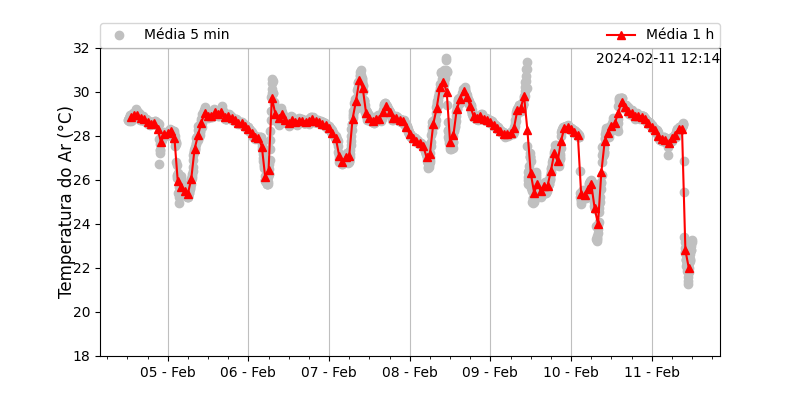 Média 5 min
Média 1 h
2024-02-11 12:14
Temperatura do Ar (°C)
32
30
28
26
24
22
20
18
05 - Feb
06 - Feb
07 - Feb
08 - Feb
09 - Feb
10 - Feb
11 - Feb